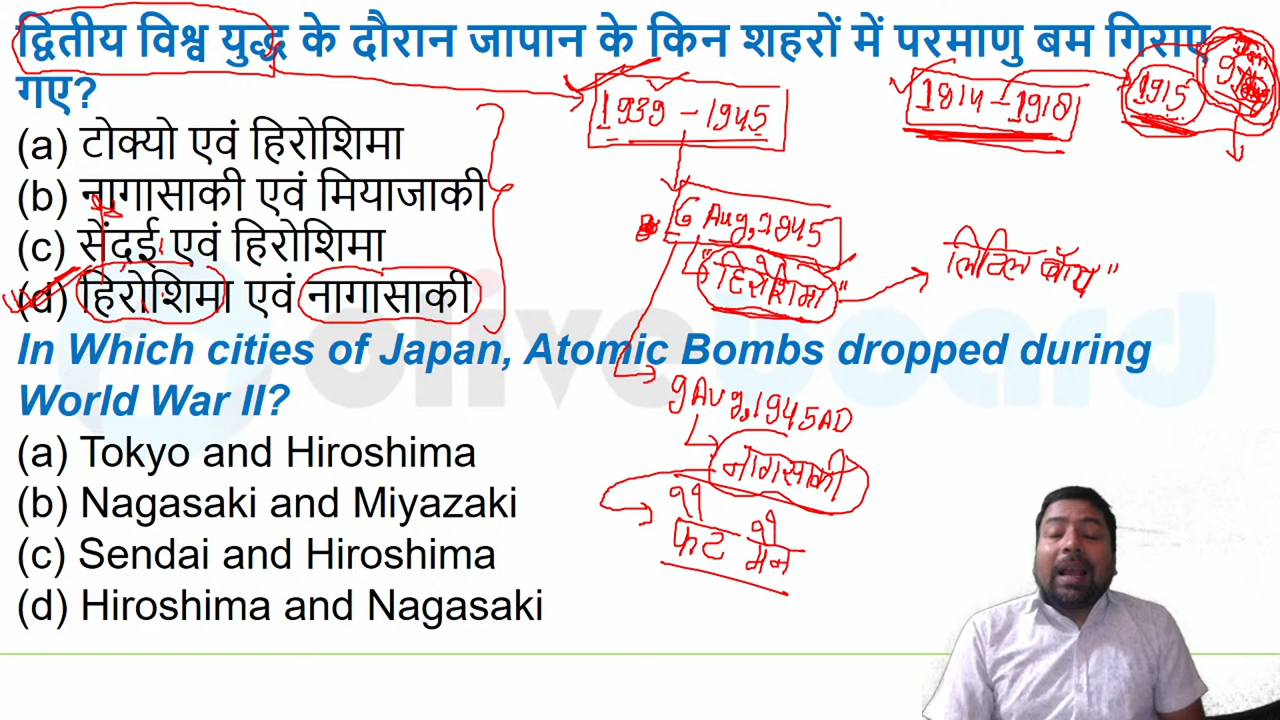 द्वितीय विश्व युद्ध के दौरान जापान के किन शहरों में परमाणु बम गिराए
गए?
(a) टोक्यो एवं हिरोशिमा
(b) नागासाकी एवं मियाजाकी
(c) सेंदई एवं हिरोशिमा
(d) हिरोशिमा एवं नागासाकी
1939 - 1945
1914 - 1918
1915
6 Aug, 1945
"हिरोशिमा"
लिटिल बॉय"
In Which cities of Japan, Atomic Bombs dropped during
World War II?
(a) Tokyo and Hiroshima
(b) Nagasaki and Miyazaki
(c) Sendai and Hiroshima
(d) Hiroshima and Nagasaki
9 Aug, 1945 AD
नागसाकी
फैट मैन
oliveboard